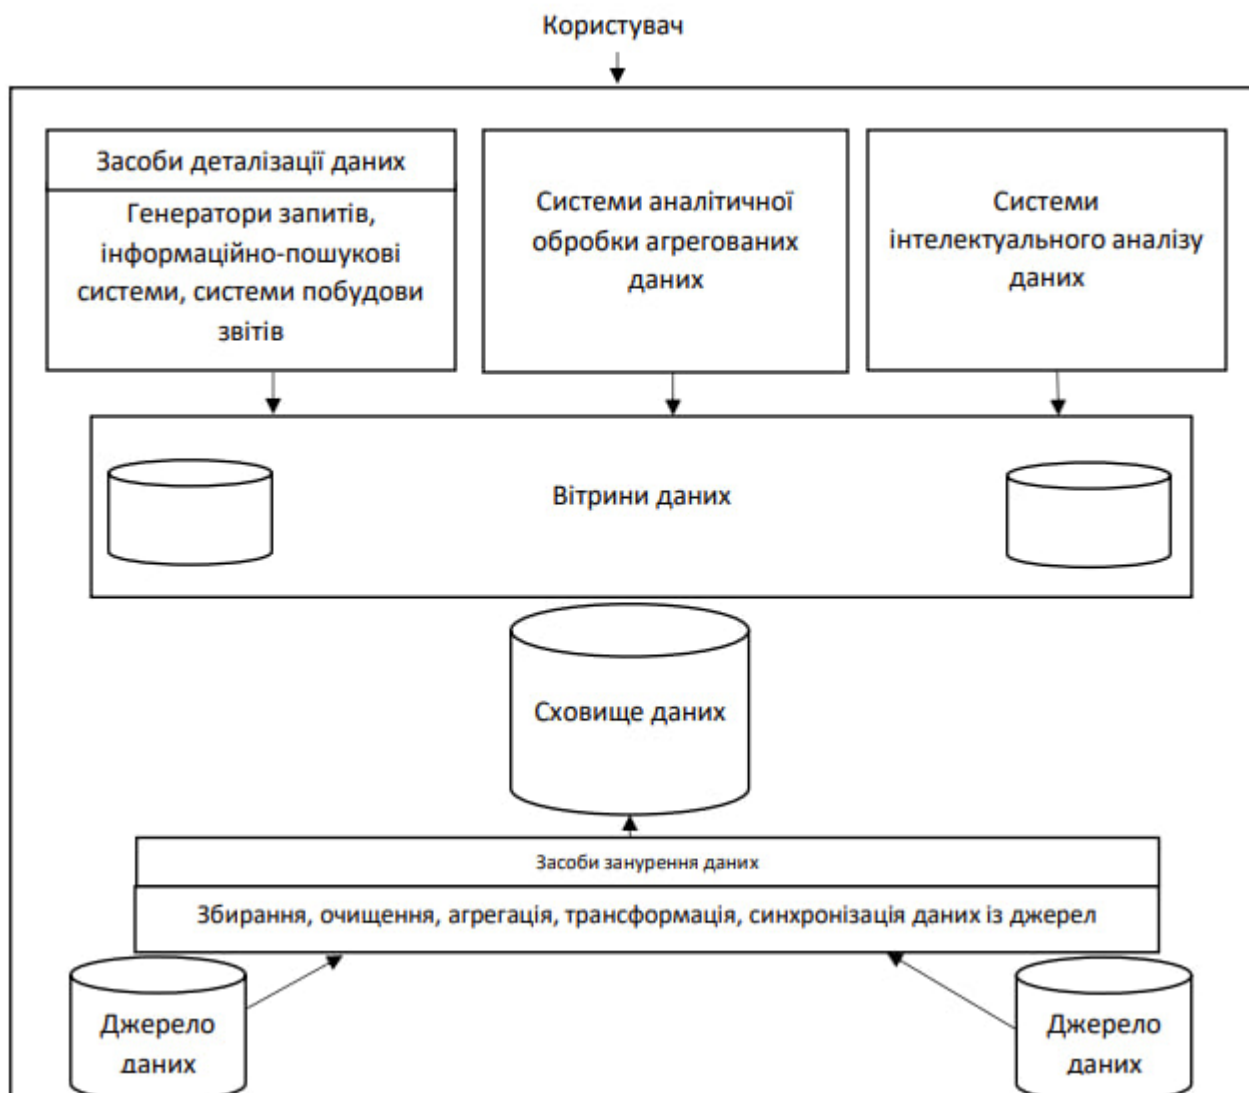 Користувач
Засоби деталізації даних
Генератори запитів,
інформаційно-пошукові
системи, системи побудови
звітів
Системи аналітичної
обробки агрегованих
даних
Системи
інтелектуального аналізу
даних
Вітрини даних
Сховище даних
Засоби занурення даних
Збирання, очищення, агрегація, трансформація, синхронізація даних із джерел
Джерело
даних
Джерело
даних